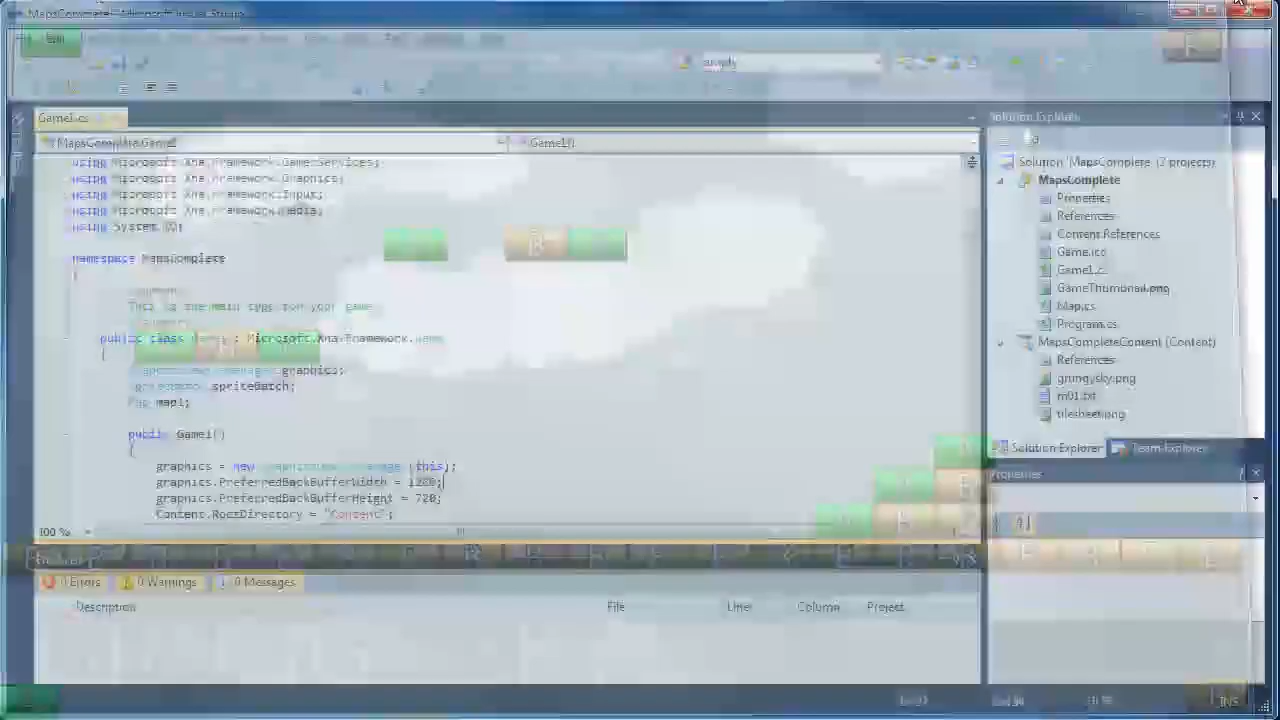 Game1.cs
MapsComplete.Game1
Game1()
using Microsoft.Xna.Framework.GamerServices;
using Microsoft.Xna.Framework.Graphics;
using Microsoft.Xna.Framework.Input;
using Microsoft.Xna.Framework.Media;
using System.IO;
namespace MapsComplete
{
This is the main type for your game
public class Game1 : Microsoft.Xna.Framework.Game
{
graphics;
spriteBatch;
Map map1;
public Game1()
{
graphics = new GraphicsDeviceManager(this);
graphics.PreferredBackBufferWidth = 1280;
graphics.PreferredBackBufferHeight = 720;
Content.RootDirectory = "Content";
100 %
0 Errors
0 Warnings
0 Messages
Description
File
Line
Column
Project
Solution Explorer
Solution 'MapsComplete' (2 projects)
MapsComplete
Properties
References
Content References
Game.ico
Game1.cs
GameThumbnail.png
Map.cs
Program.cs
MapsCompleteContent (Content)
References
grungysky.png
m01.txt
tilesheet.png
Solution Explorer
Team Explorer
Properties
INS